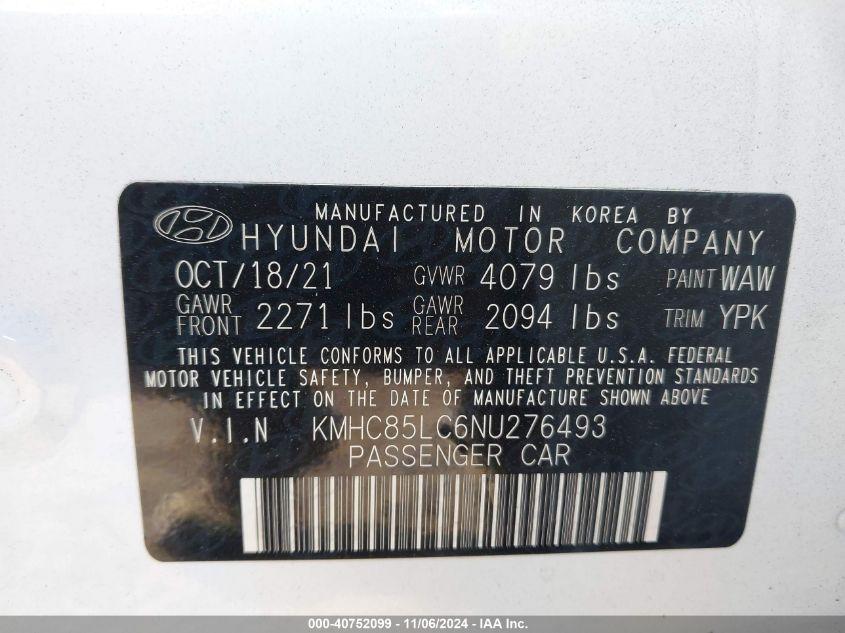 MANUFACTURED IN KOREA BY
HYUNDAI MOTOR COMPANY
OCT/18/21 GVWR 4079 lbs PAINT WAW
GAWR FRONT 2271 lbs GAWR REAR 2094 lbs TRIM YPK
THIS VEHICLE CONFORMS TO ALL APPLICABLE U.S.A. FEDERAL
MOTOR VEHICLE SAFETY, BUMPER, AND THEFT PREVENTION STANDARDS
IN EFFECT ON THE DATE OF MANUFACTURE SHOWN ABOVE
V.I.N KMHC85LC6NU276493
PASSENGER CAR
000-40752099 - 11/06/2024 - IAA Inc.